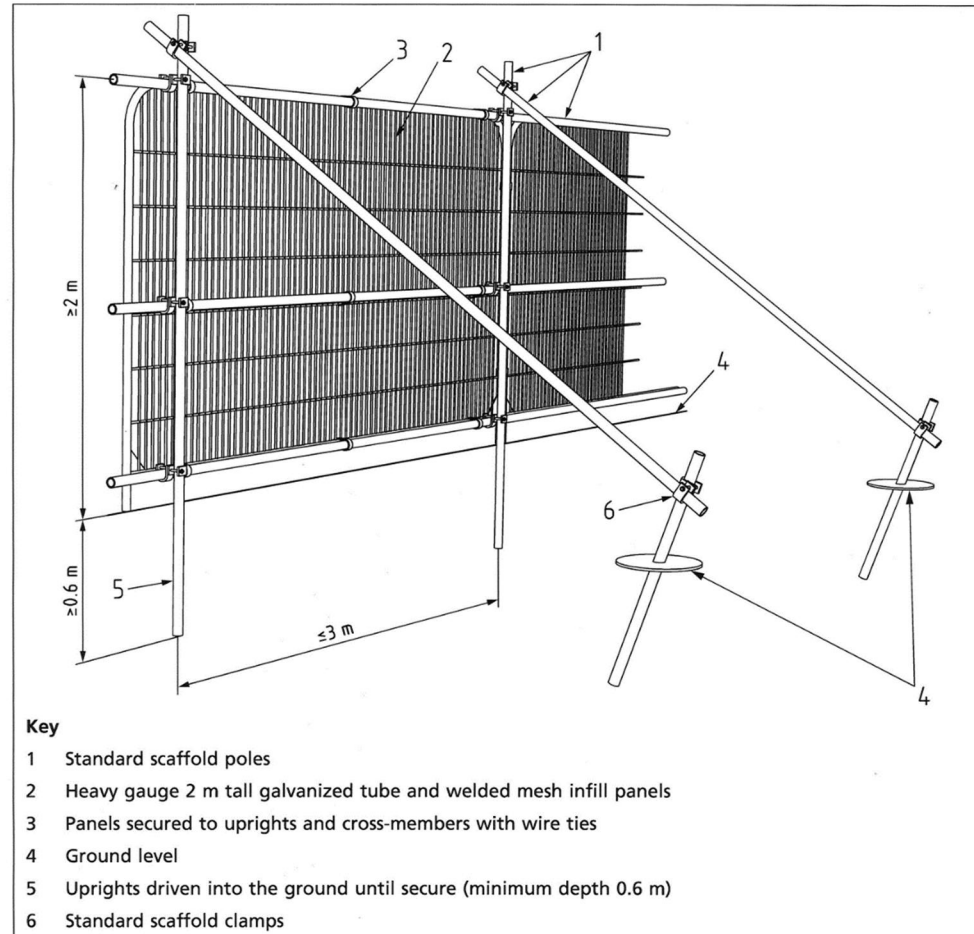 3
2
1
≥2 m
4
6
≥0.6 m
5
≤3 m
4
Key
1 Standard scaffold poles
2 Heavy gauge 2 m tall galvanized tube and welded mesh infill panels
3 Panels secured to uprights and cross-members with wire ties
4 Ground level
5 Uprights driven into the ground until secure (minimum depth 0.6 m)
6 Standard scaffold clamps